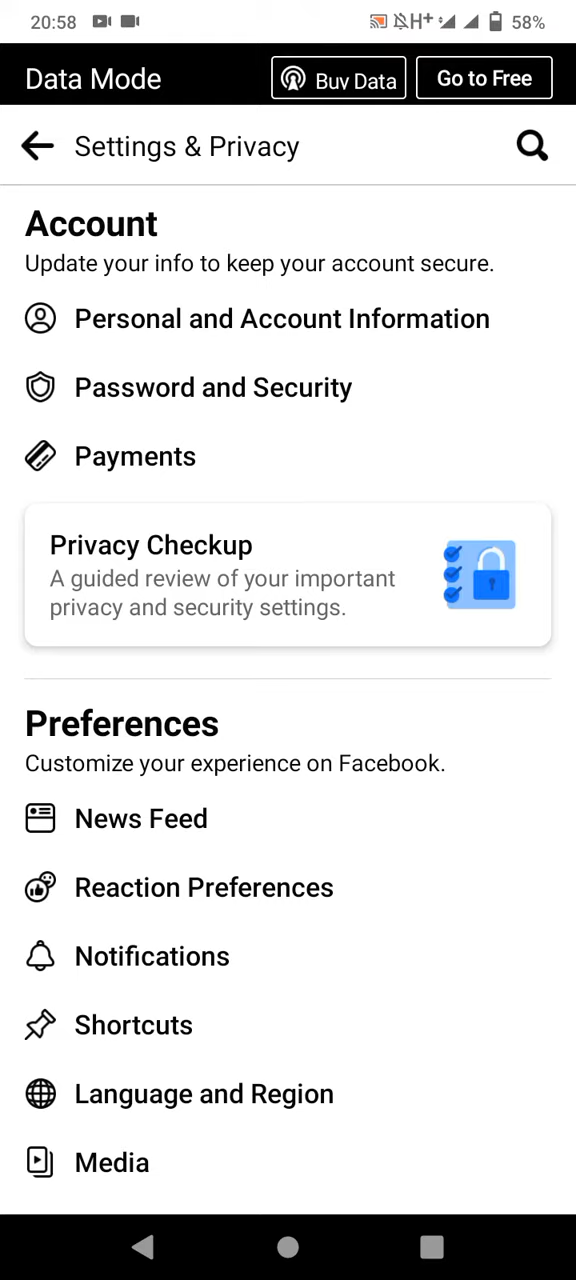 20:58 H+ 58%
Data Mode Buy Data Go to Free
Settings & Privacy
Account
Update your info to keep your account secure.
Personal and Account Information
Password and Security
Payments
Privacy Checkup
A guided review of your important
privacy and security settings.
Preferences
Customize your experience on Facebook.
News Feed
Reaction Preferences
Notifications
Shortcuts
Language and Region
Media